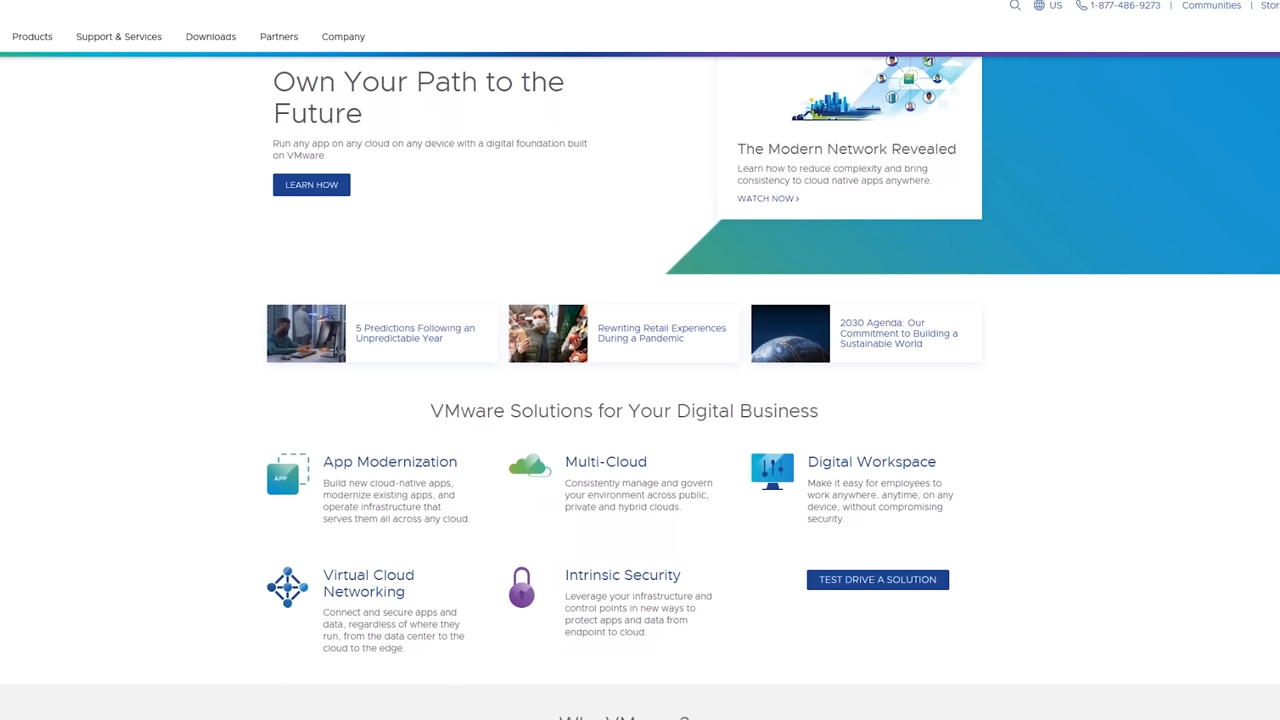 US
1-877-486-9273
Communities
Products
Support & Services
Downloads
Partners
Company
Own Your Path to the
Future
Run any app on any cloud on any device with a digital foundation built
on VMware.
LEARN HOW
The Modern Network Revealed
Learn how to reduce complexity and bring
consistency to cloud native apps anywhere.
WATCH NOW
5 Predictions Following an
Unpredictable Year
Rewriting Retail Experiences
During a Pandemic
2030 Agenda: Our
Commitment to Building a
Sustainable World
VMware Solutions for Your Digital Business
APP
App Modernization
Build new cloud-native apps,
modernize existing apps, and
operate infrastructure that
serves them all across any cloud.
Multi-Cloud
Consistently manage and govern
your environment across public,
private and hybrid clouds.
Digital Workspace
Make it easy for employees to
work anywhere, anytime, on any
device, without compromising
security.
Virtual Cloud
Networking
Connect and secure apps and
data, regardless of where they
run, from the data center to the
cloud to the edge.
Intrinsic Security
Leverage your infrastructure and
control points in new ways to
protect apps and data from
endpoint to cloud.
TEST DRIVE A SOLUTION